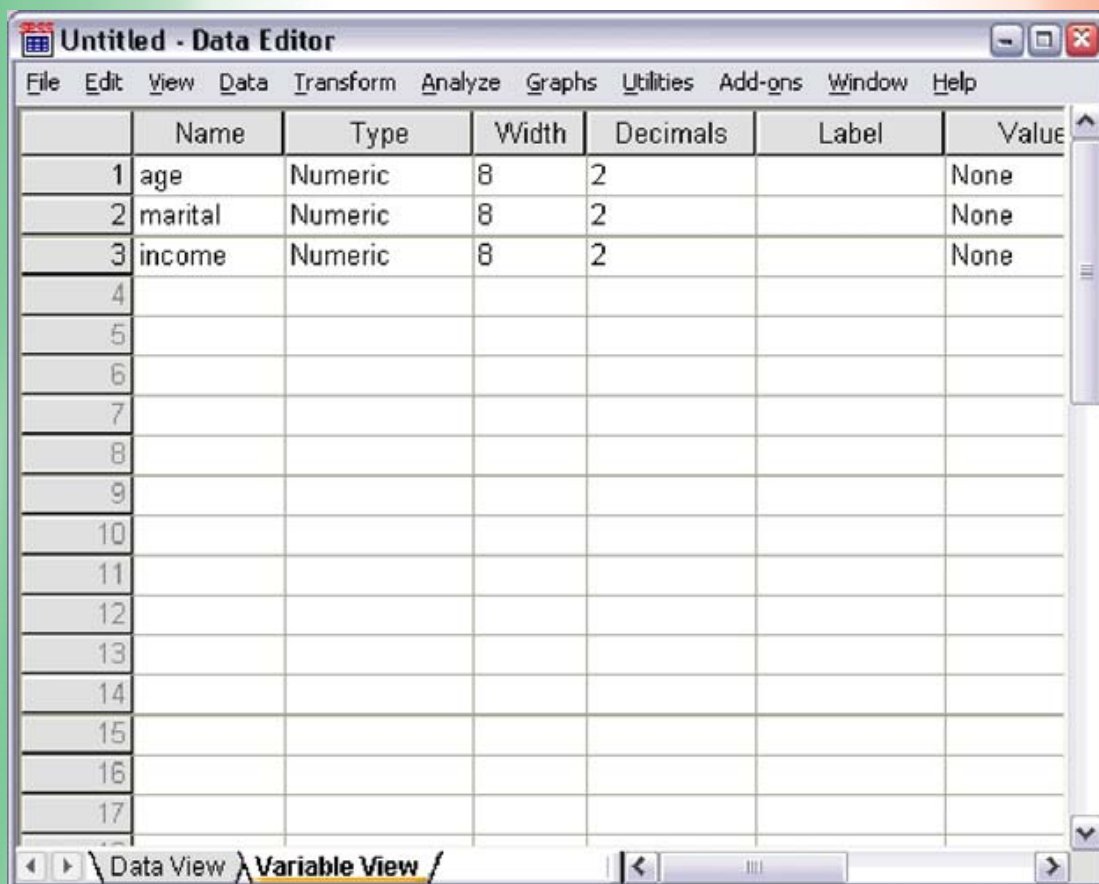 Untitled - Data Editor
File Edit View Data Transform Analyze Graphs Utilities Add-ons Window Help
Name Type Width Decimals Label Value
1 age Numeric 8 2 None
2 marital Numeric 8 2 None
3 income Numeric 8 2 None
4
5
6
7
8
9
10
11
12
13
14
15
16
17
Data View Variable View